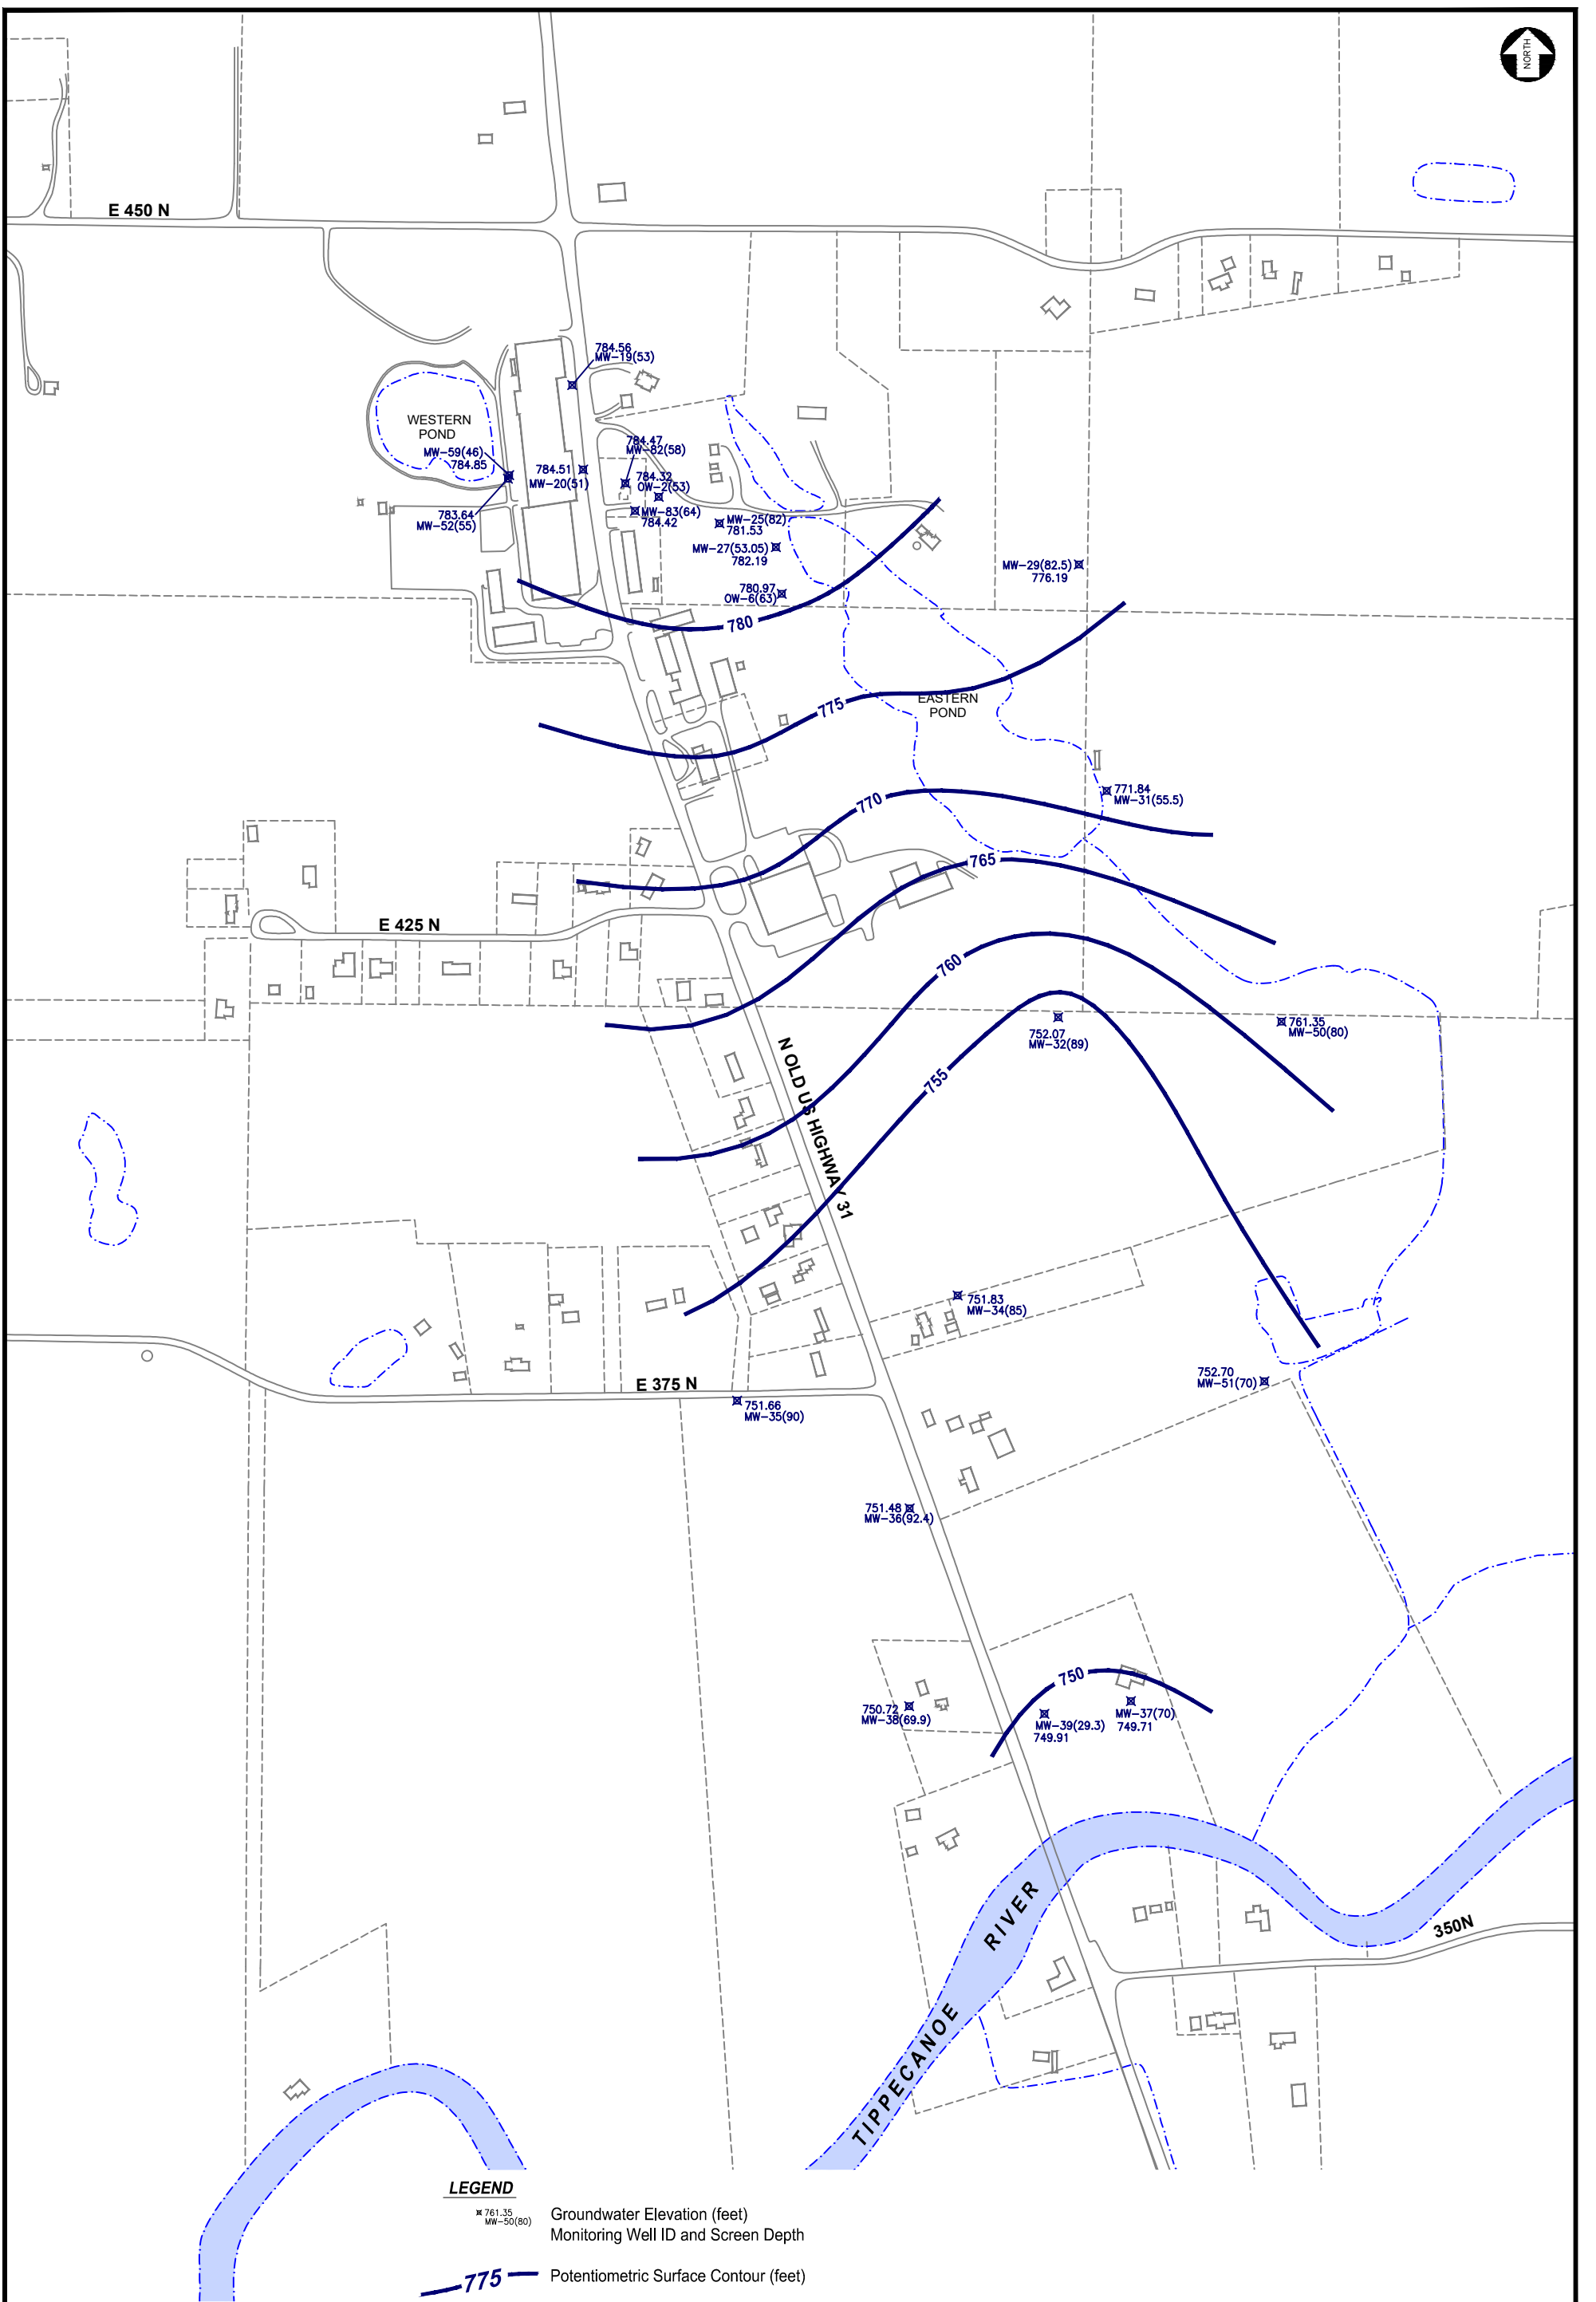 NORTH
E 450 N
784.56
MW-19(53)
WESTERN
POND
MW-59(46)
784.85
784.47
MW-82(58)
784.51
MW-20(51)
784.32
OW-2(53)
783.64
MW-52(55)
MW-83(64)
784.42
MW-25(82)
781.53
MW-27(53.05)
782.19
MW-29(82.5)
776.19
780.97
OW-6(63)
780
775
EASTERN
POND
770
771.84
MW-31(55.5)
765
E 425 N
760
752.07
MW-32(89)
761.35
MW-50(80)
755
N OLD US HIGHWAY 31
751.83
MW-34(85)
752.70
MW-51(70)
E 375 N
751.66
MW-35(90)
751.48
MW-36(92.4)
750
750.72
MW-38(69.9)
MW-39(29.3)
749.91
MW-37(70)
749.71
TIPPECANOE RIVER
350N
LEGEND
761.35
MW-50(80)
Groundwater Elevation (feet)
Monitoring Well ID and Screen Depth
775
Potentiometric Surface Contour (feet)